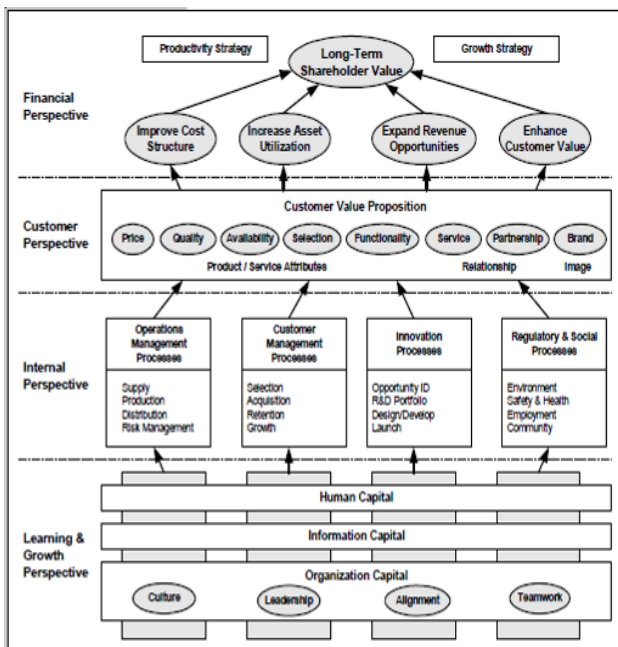 Productivity Strategy
Long-Term
Shareholder Value
Growth Strategy
Financial
Perspective
Improve Cost
Structure
Increase Asset
Utilization
Expand Revenue
Opportunities
Enhance
Customer Value
Customer
Perspective
Customer Value Proposition
Price
Quality
Availability
Selection
Functionality
Service
Partnership
Brand
Product / Service Attributes
Relationship
Image
Internal
Perspective
Operations
Management
Processes
Supply
Production
Distribution
Risk Management
Customer
Management
Processes
Selection
Acquisition
Retention
Growth
Innovation
Processes
Opportunity ID
R&D Portfolio
Design/Develop
Launch
Regulatory & Social
Processes
Environment
Safety & Health
Employment
Community
Learning &
Growth
Perspective
Human Capital
Information Capital
Organization Capital
Culture
Leadership
Alignment
Teamwork